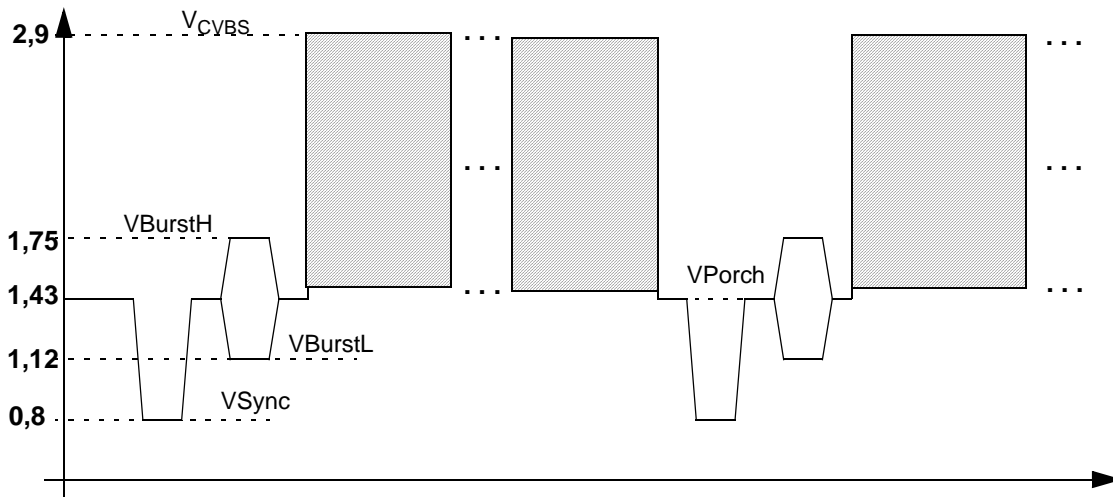 V_CVBS
2,9
. . .
. . .
. . .
. . .
VBurstH
1,75
VPorch
1,43
. . .
. . .
VBurstL
1,12
VSync
0,8